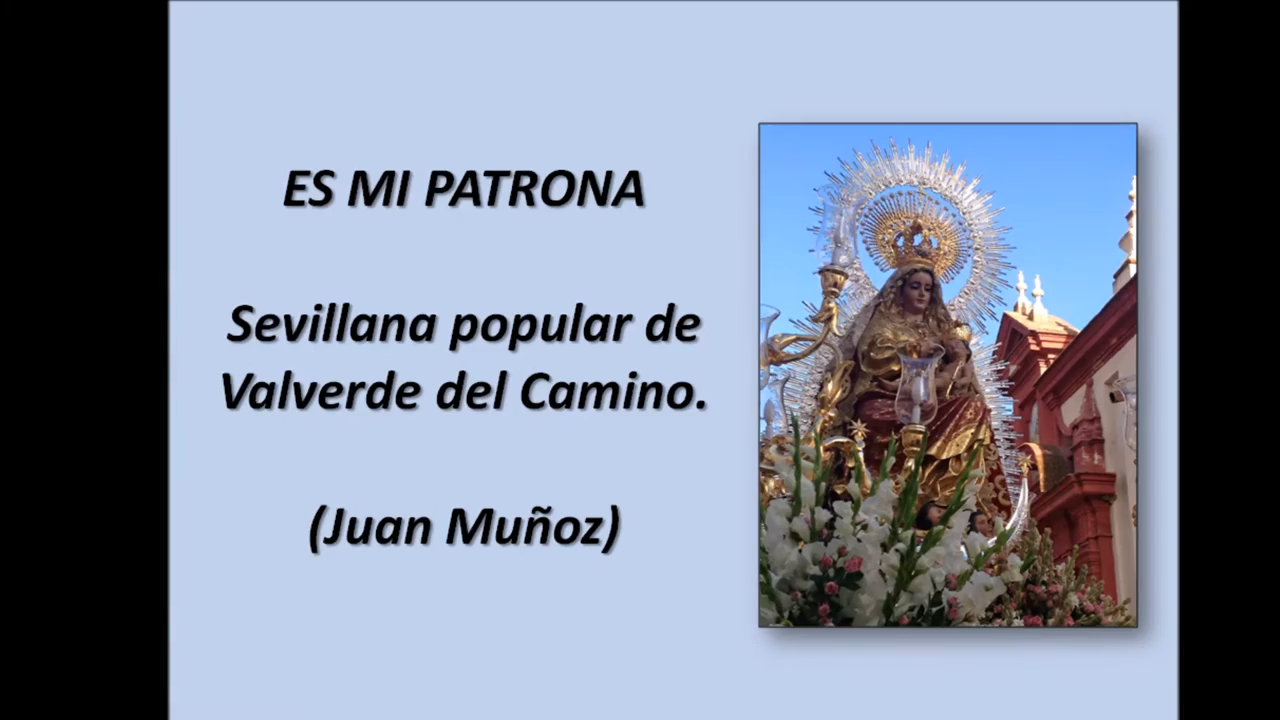 ES MI PATRONA
Sevillana popular de
Valverde del Camino.
(Juan Muñoz)